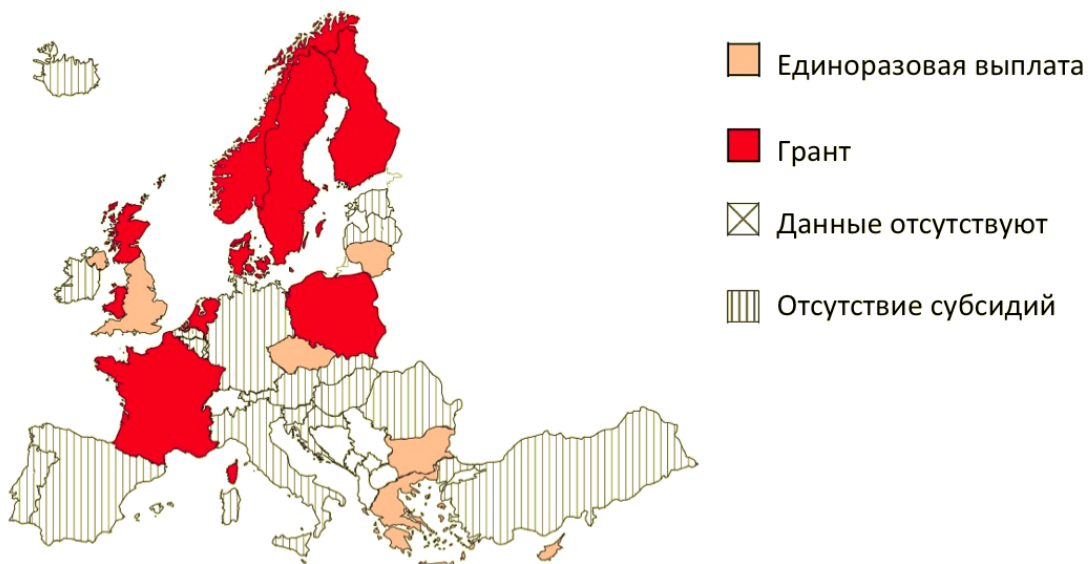 Единоразовая выплата
Грант
Данные отсутствуют
Отсутствие субсидий